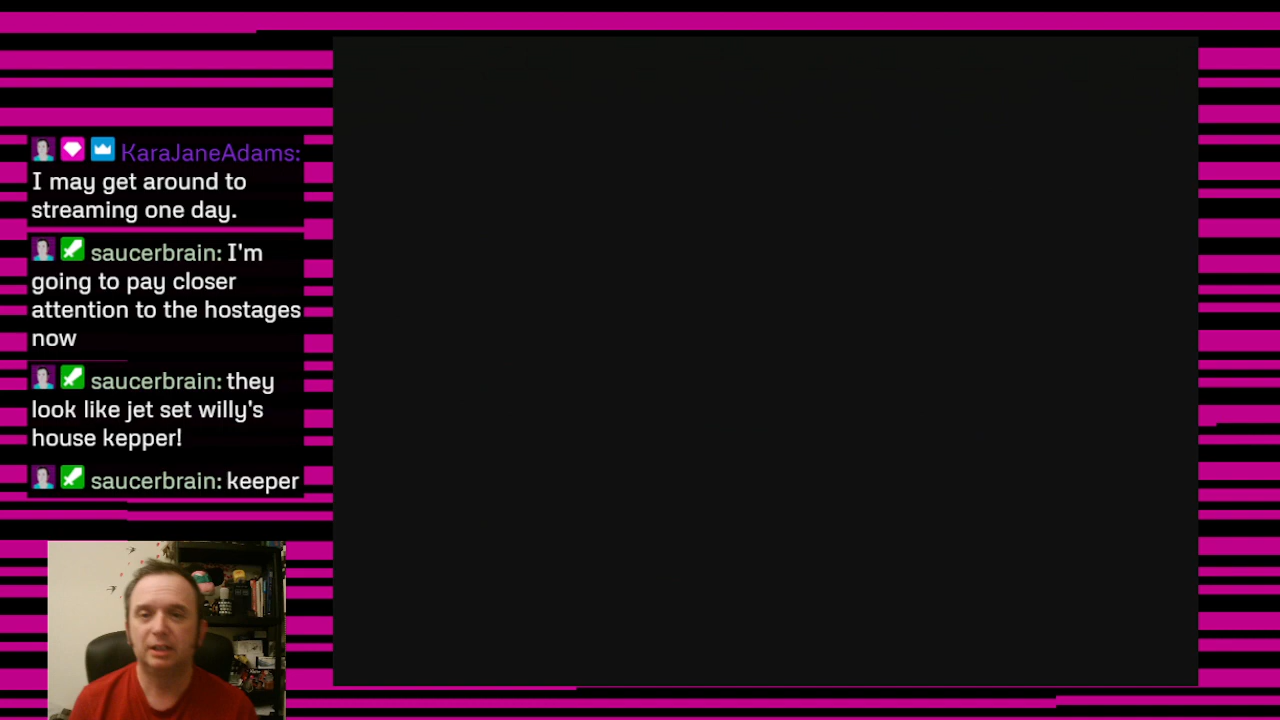 KaraJaneAdams:
I may get around to
streaming one day.
saucerbrain: I'm
going to pay closer
attention to the hostages
now
saucerbrain: they
look like jet set willy's
house kepper!
saucerbrain: keeper